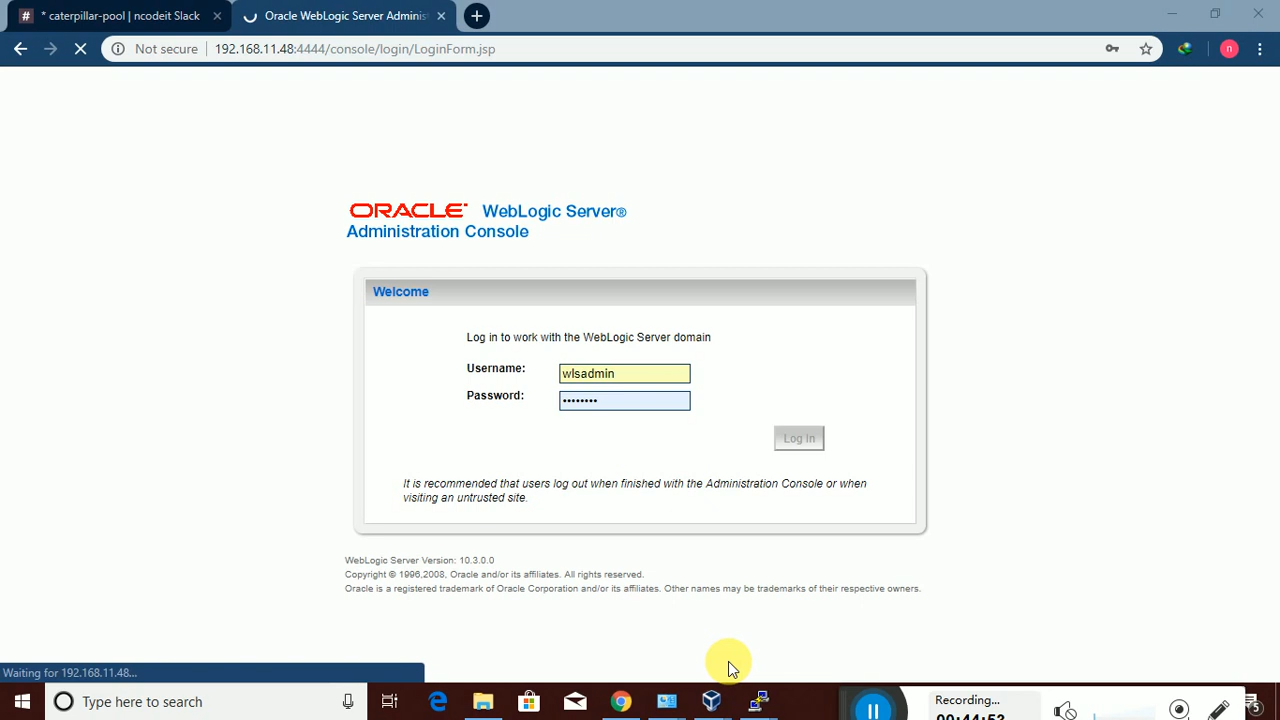 # * caterpillar-pool | ncodeit Slack
Oracle WebLogic Server Adminis
Not secure 192.168.11.48:4444/console/login/LoginForm.jsp
n
ORACLE WebLogic Server®
Administration Console
Welcome
Log in to work with the WebLogic Server domain
Username: wlsadmin
Password: ••••••••
Log In
It is recommended that users log out when finished with the Administration Console or when
visiting an untrusted site.
WebLogic Server Version: 10.3.0.0
Copyright © 1996,2008, Oracle and/or its affiliates. All rights reserved.
Oracle is a registered trademark of Oracle Corporation and/or its affiliates. Other names may be trademarks of their respective owners.
Waiting for 192.168.11.48...
Type here to search
Recording...
00:44:53
5